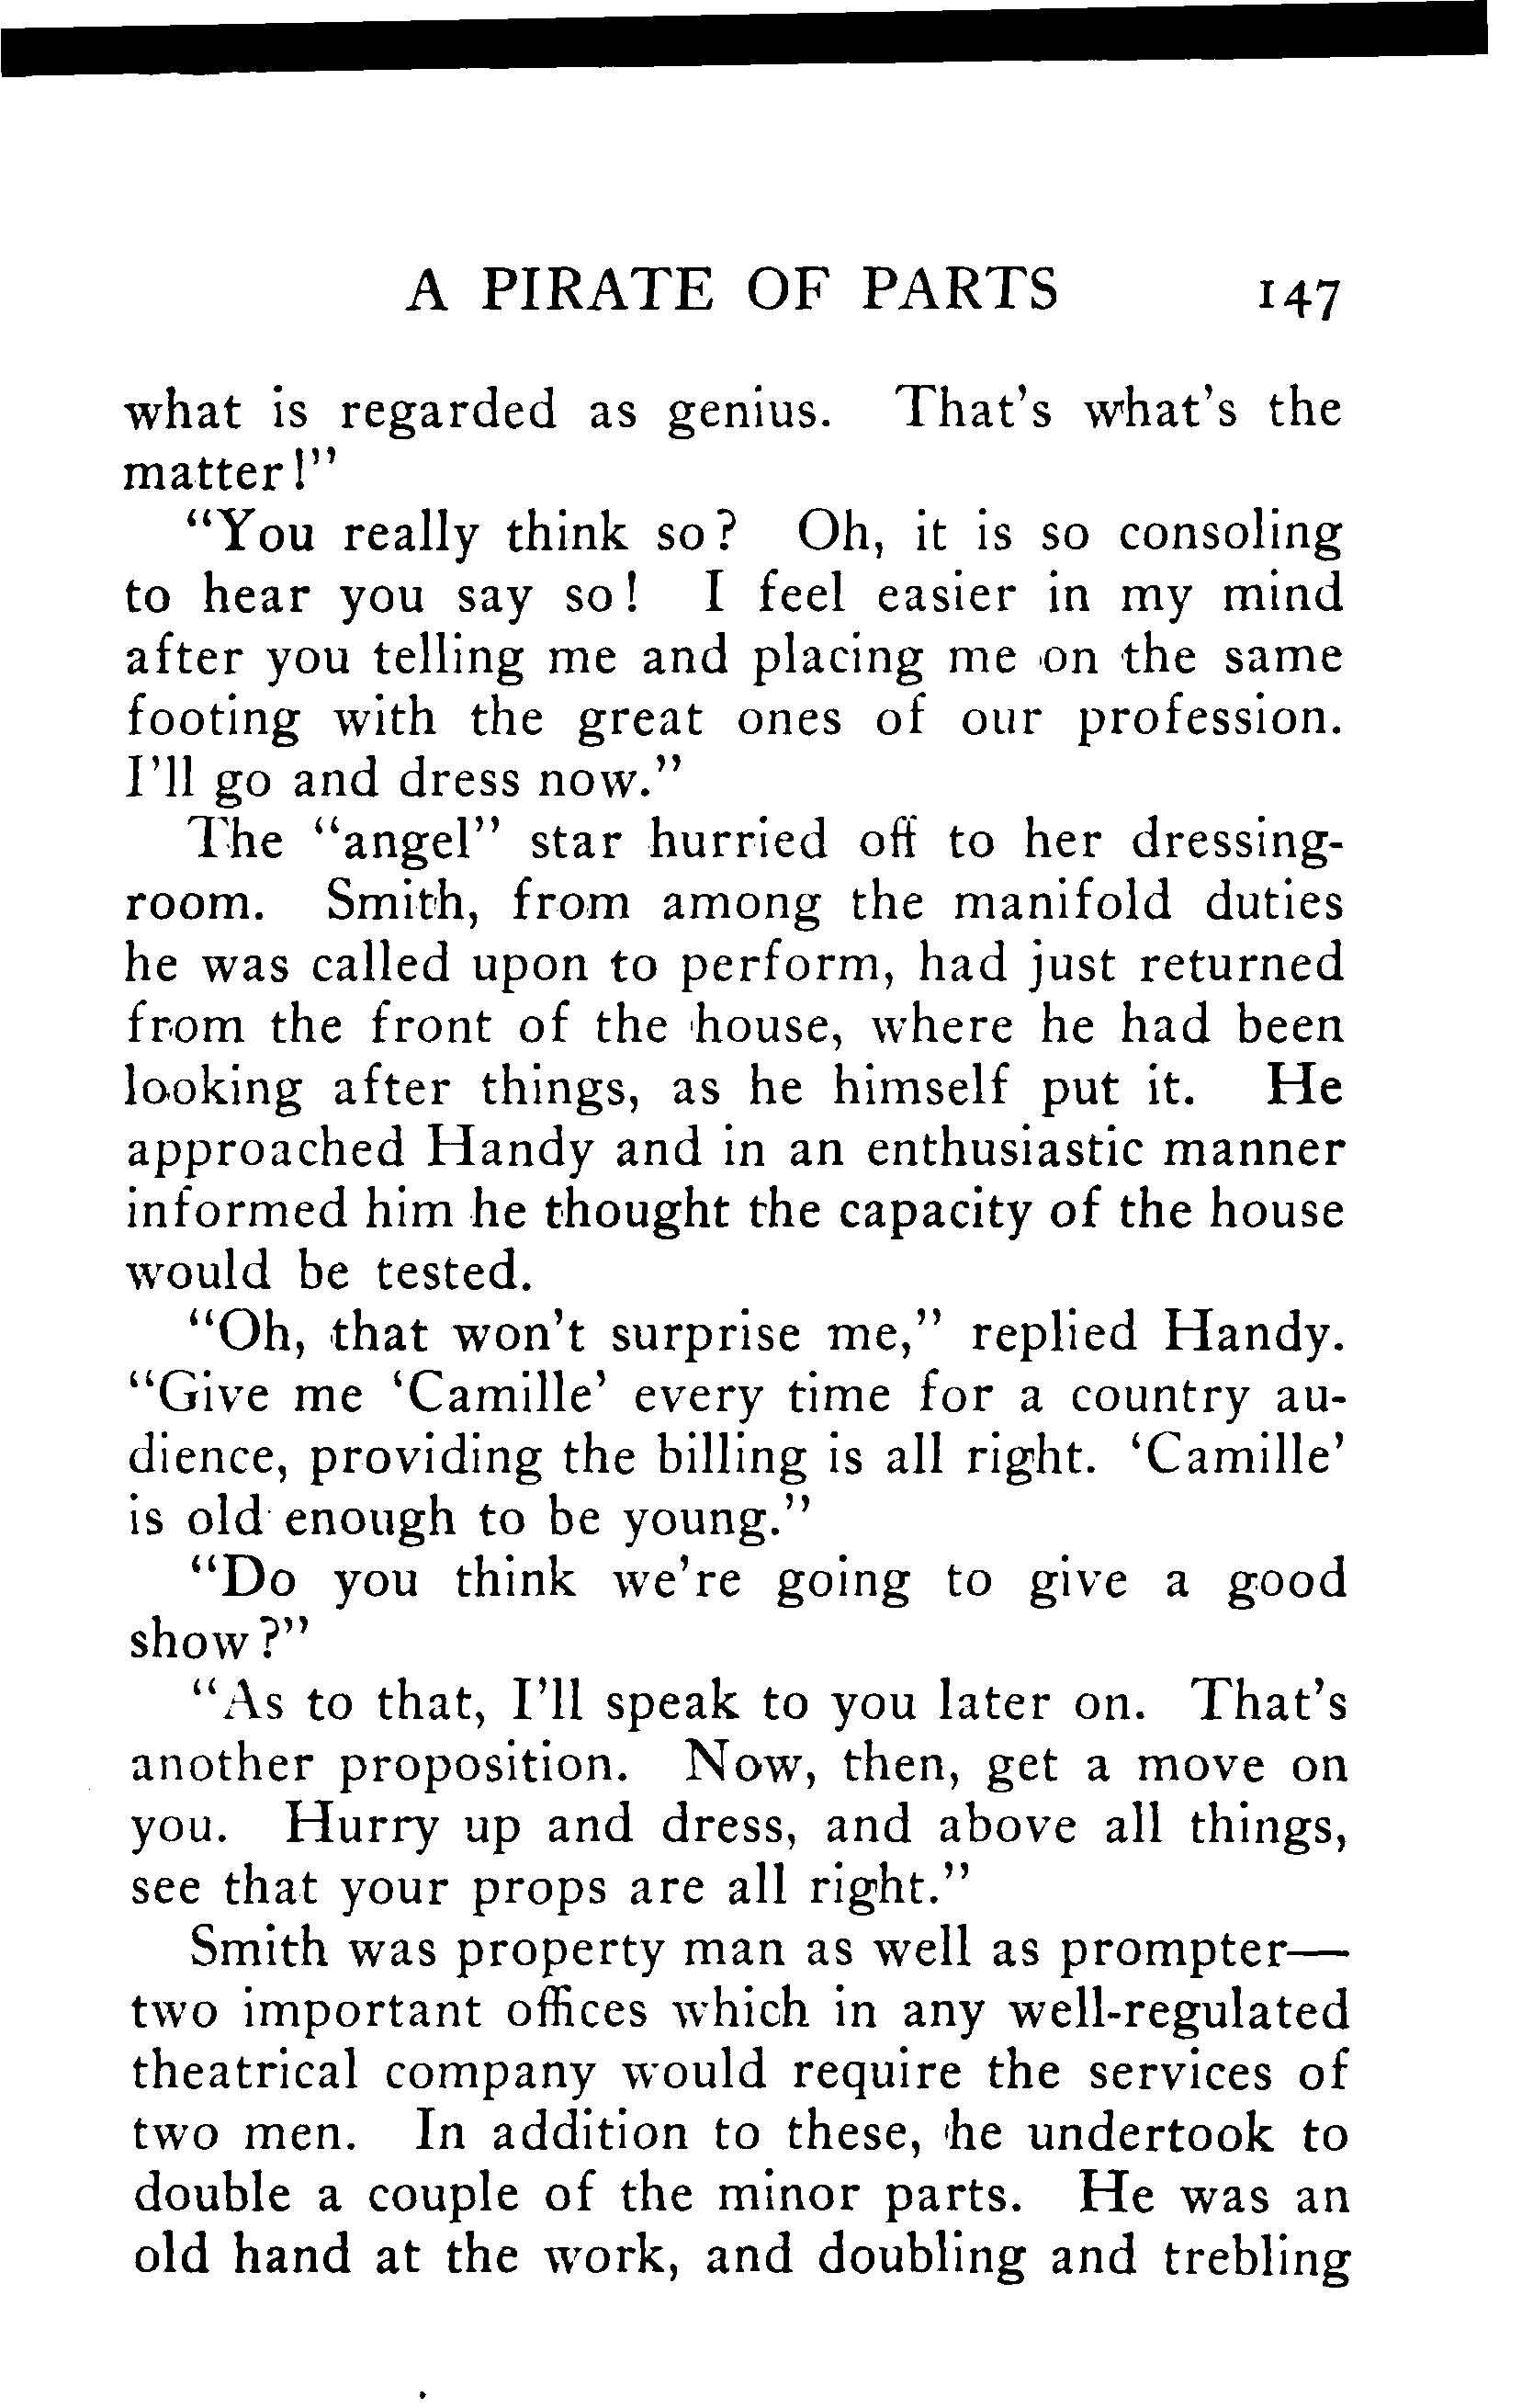 A PIRATE OF PARTS 147
what is regarded as genius. That's what's the
matter!"
"You really think so? Oh, it is so consoling
to hear you say so! I feel easier in my mind
after you telling me and placing me on the same
footing with the great ones of our profession.
I'll go and dress now."
The "angel" star hurried off to her dressing-
room. Smith, from among the manifold duties
he was called upon to perform, had just returned
from the front of the house, where he had been
looking after things, as he himself put it. He
approached Handy and in an enthusiastic manner
informed him he thought the capacity of the house
would be tested.
"Oh, that won't surprise me," replied Handy.
"Give me 'Camille' every time for a country au-
dience, providing the billing is all right. 'Camille'
is old enough to be young."
"Do you think we're going to give a good
show?"
"As to that, I'll speak to you later on. That's
another proposition. Now, then, get a move on
you. Hurry up and dress, and above all things,
see that your props are all right."
Smith was property man as well as prompter—
two important offices which in any well-regulated
theatrical company would require the services of
two men. In addition to these, he undertook to
double a couple of the minor parts. He was an
old hand at the work, and doubling and trebling